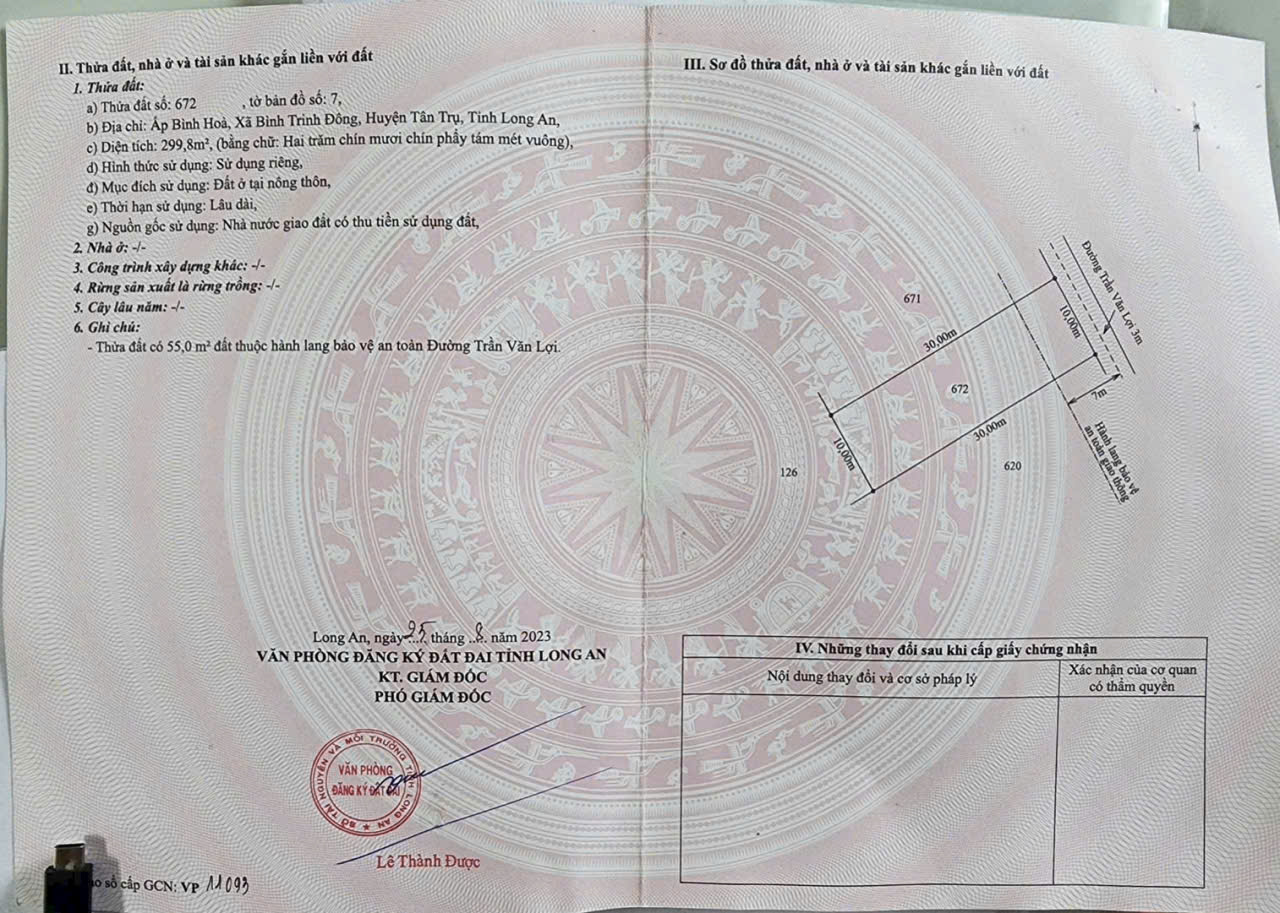 II. Thửa đất, nhà ở và tài sản khác gắn liền với đất
1. Thửa đất:
a) Thửa đất số: 672 , tờ bản đồ số: 7,
b) Địa chỉ: Ấp Bình Hoà, Xã Bình Trinh Đông, Huyện Tân Trụ, Tỉnh Long An,
c) Diện tích: 299,8m², (bằng chữ: Hai trăm chín mươi chín phẩy tám mét vuông),
d) Hình thức sử dụng: Sử dụng riêng,
đ) Mục đích sử dụng: Đất ở tại nông thôn,
e) Thời hạn sử dụng: Lâu dài,
g) Nguồn gốc sử dụng: Nhà nước giao đất có thu tiền sử dụng đất,
2. Nhà ở: -/-
3. Công trình xây dựng khác: -/-
4. Rừng sản xuất là rừng trồng: -/-
5. Cây lâu năm: -/-
6. Ghi chú:
- Thửa đất có 55,0 m² đất thuộc hành lang bảo vệ an toàn Đường Trần Văn Lợi.
Long An, ngày 25 tháng 8 năm 2023
VĂN PHÒNG ĐĂNG KÝ ĐẤT ĐAI TỈNH LONG AN
KT. GIÁM ĐỐC
PHÓ GIÁM ĐỐC
SỞ TÀI NGUYÊN VÀ MÔI TRƯỜNG TỈNH LONG AN
VĂN PHÒNG
ĐĂNG KÝ ĐẤT ĐAI
Lê Thành Được
số cấp GCN: VP 11093
III. Sơ đồ thửa đất, nhà ở và tài sản khác gắn liền với đất
Đường Trần Văn Lợi 3m
671
10,00m
30,00m
672
7m
30,00m
10,00m
Hành lang bảo vệ
an toàn giao thông
620
126
IV. Những thay đổi sau khi cấp giấy chứng nhận
Nội dung thay đổi và cơ sở pháp lý
Xác nhận của cơ quan
có thẩm quyền